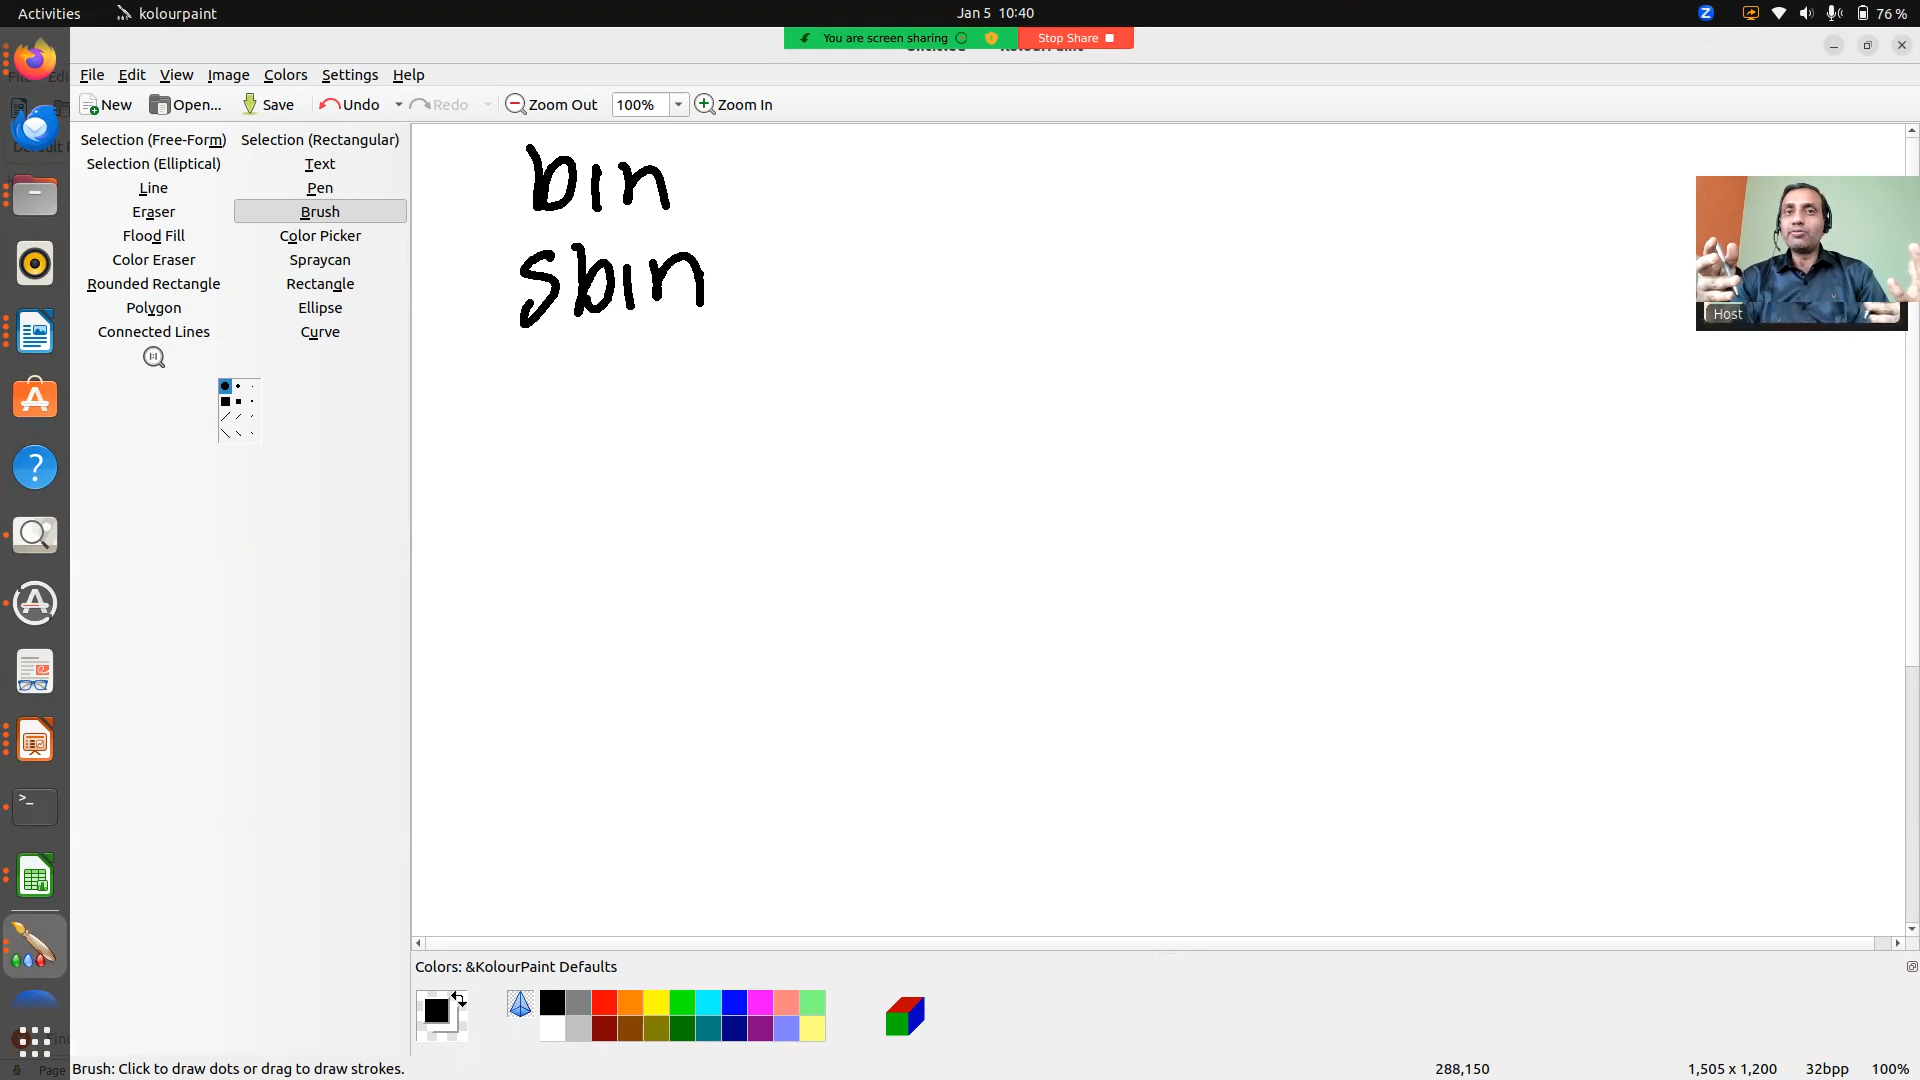 Activities kolourpaint Jan 5 10:40 Z 76 %
You are screen sharing Stop Share
File Edit View Image Colors Settings Help
New Open... Save Undo Redo Zoom Out 100% Zoom In
Selection (Free-Form) Selection (Rectangular)
Selection (Elliptical) Text
Line Pen
Eraser Brush
Flood Fill Color Picker
Color Eraser Spraycan
Rounded Rectangle Rectangle
Polygon Ellipse
Connected Lines Curve
bin
sbin
Host
Colors: &KolourPaint Defaults
Brush: Click to draw dots or drag to draw strokes. 288,150 1,505 x 1,200 32bpp 100%
Page